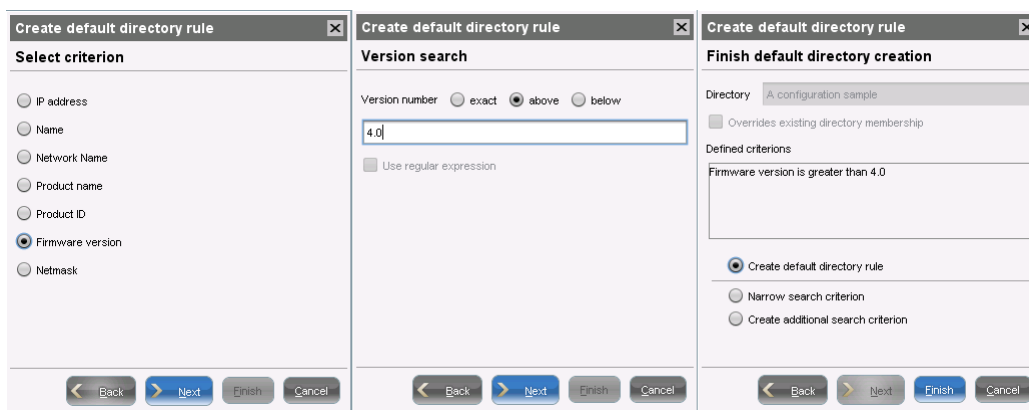 Create default directory rule
Select criterion
IP address
Name
Network Name
Product name
Product ID
Firmware version
Netmask
Back Next Finish Cancel
Create default directory rule
Version search
Version number exact above below
4.0
Use regular expression
Back Next Finish Cancel
Create default directory rule
Finish default directory creation
Directory A configuration sample
Overrides existing directory membership
Defined criterions
Firmware version is greater than 4.0
Create default directory rule
Narrow search criterion
Create additional search criterion
Back Next Finish Cancel